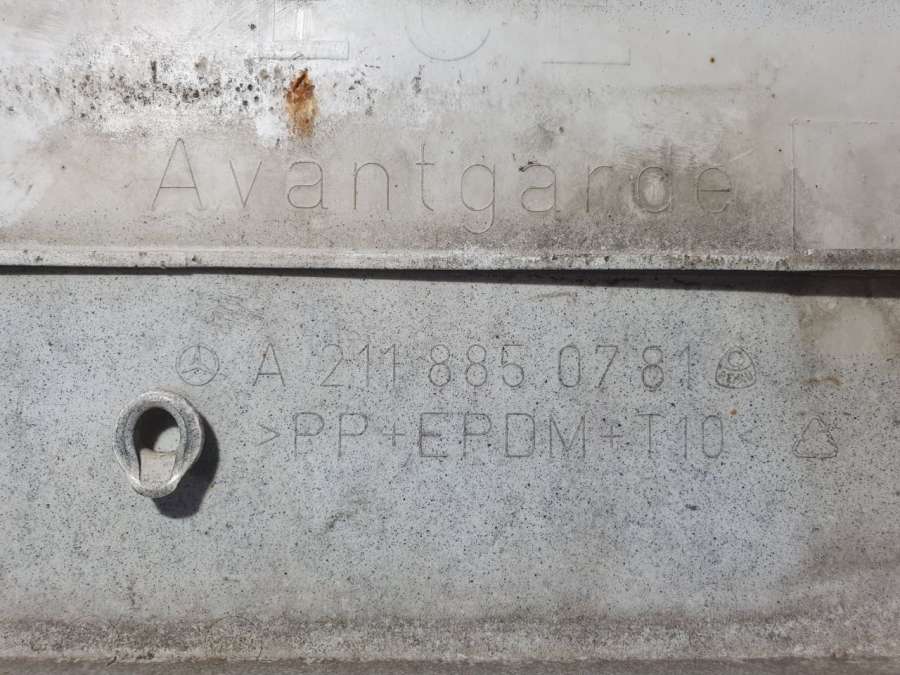 Avantgarde
A 211 885 07 81
>PP+EPDM+T10<